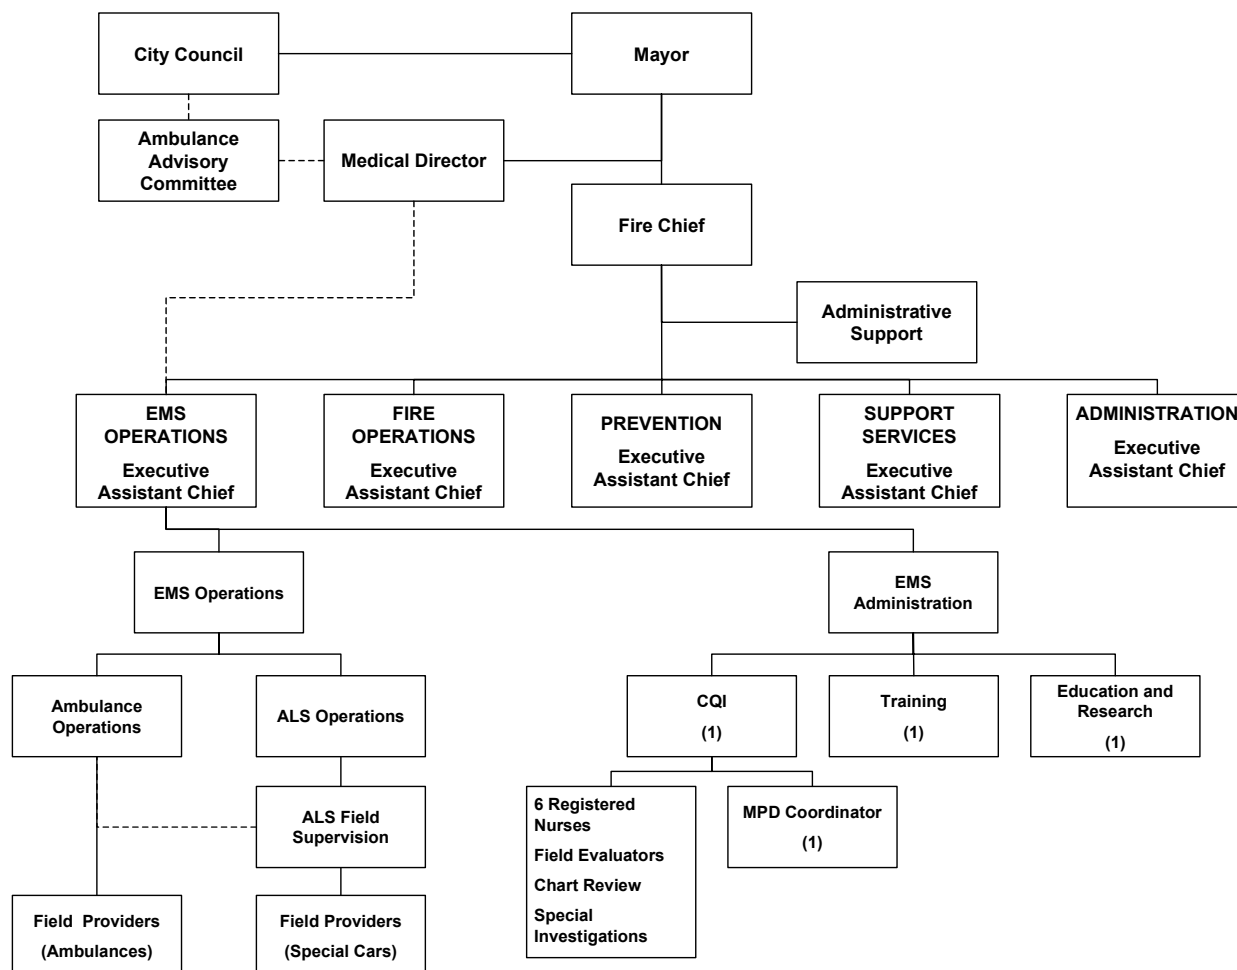 City Council
Mayor
Ambulance
Advisory
Committee
Medical Director
Fire Chief
Administrative
Support
EMS
OPERATIONS
Executive
Assistant Chief
FIRE
OPERATIONS
Executive
Assistant Chief
PREVENTION
Executive
Assistant Chief
SUPPORT
SERVICES
Executive
Assistant Chief
ADMINISTRATION
Executive
Assistant Chief
EMS Operations
EMS
Administration
Ambulance
Operations
ALS Operations
CQI
(1)
Training
(1)
Education and
Research
(1)
ALS Field
Supervision
6 Registered
Nurses
Field Evaluators
Chart Review
Special
Investigations
MPD Coordinator
(1)
Field Providers
(Ambulances)
Field Providers
(Special Cars)